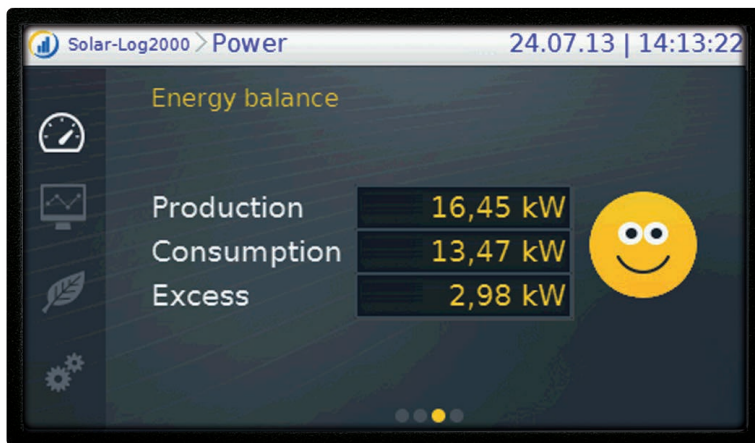 Solar-Log2000 > Power 24.07.13 | 14:13:22
Energy balance
Production 16,45 kW
Consumption 13,47 kW
Excess 2,98 kW